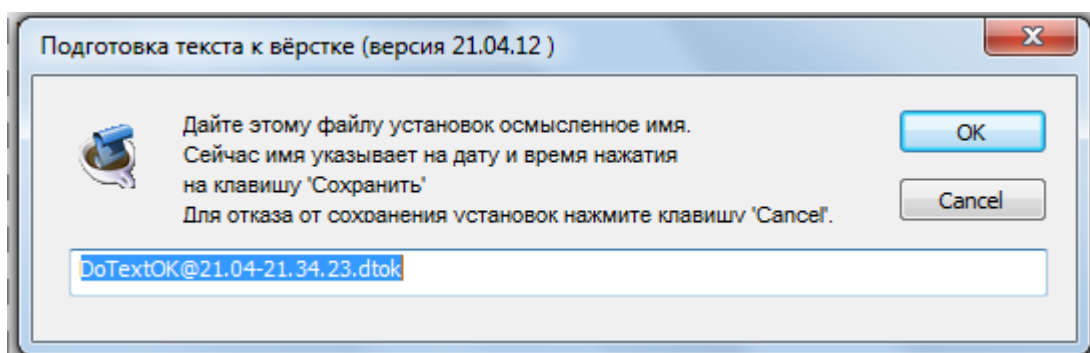 Подготовка текста к вёрстке (версия 21.04.12 )
Дайте этому файлу установок осмысленное имя.
Сейчас имя указывает на дату и время нажатия
на клавишу 'Сохранить'
Для отказа от сохранения установок нажмите клавишу 'Cancel'.
OK
Cancel
DoTextOK@21.04-21.34.23.dtok